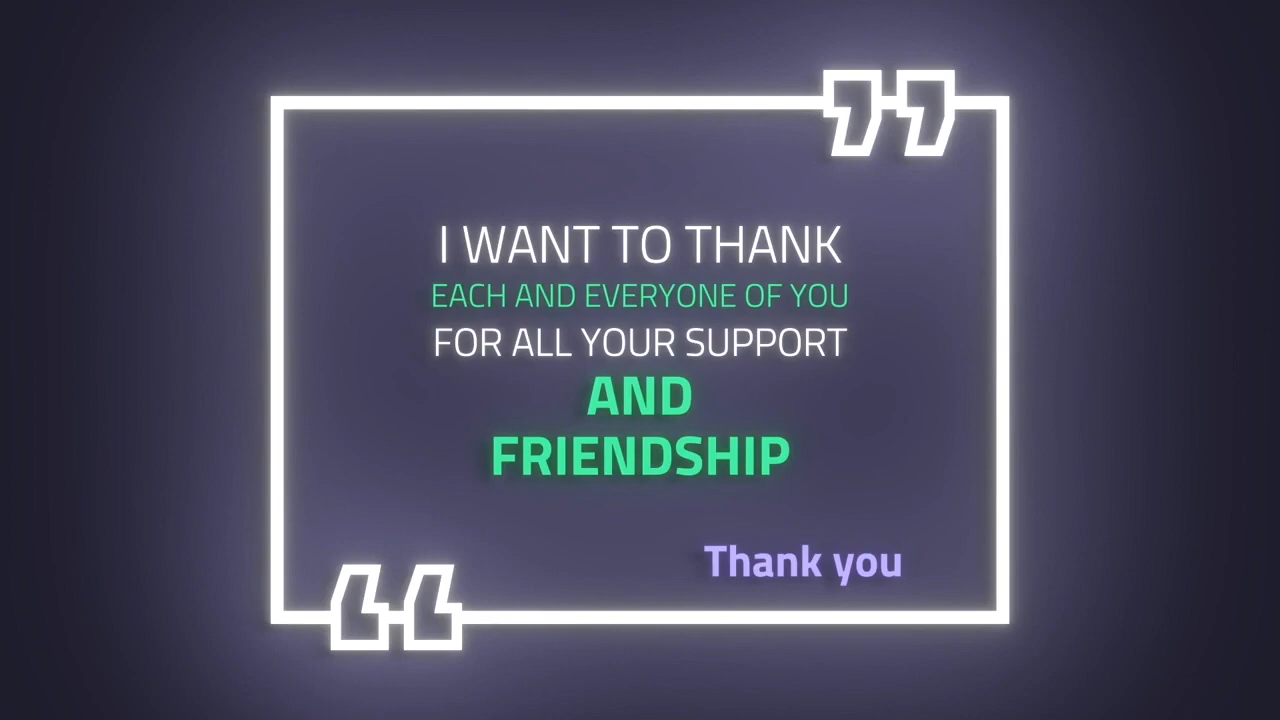 I WANT TO THANK
EACH AND EVERYONE OF YOU
FOR ALL YOUR SUPPORT
AND
FRIENDSHIP
Thank you